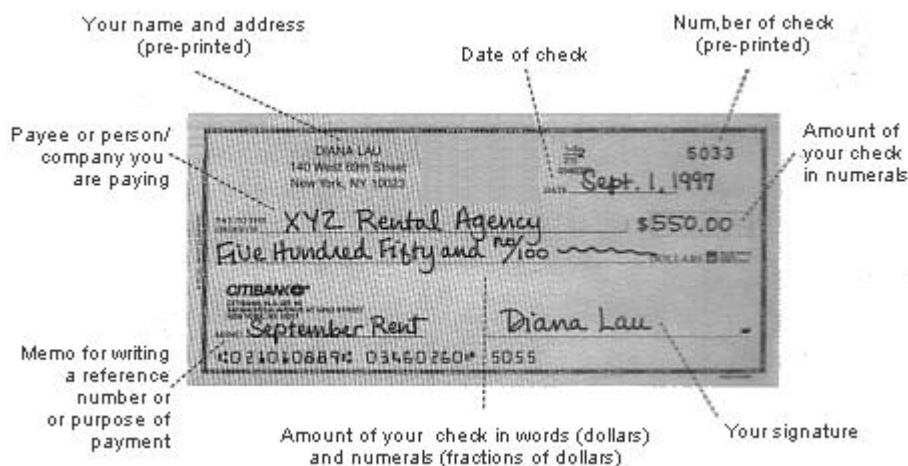 Your name and address
(pre-printed)
Date of check
Num,ber of check
(pre-printed)
Payee or person/
company you
are paying
Amount of
your check
in numerals
DIANA LAU
140 West 69th Street
New York, NY 10023
5033
DATE Sept. 1, 1997
XYZ Rental Agency $550.00
Five Hundred Fifty and no/100 DOLLARS
CITIBANK
MEMO September Rent Diana Lau
5055
Memo for writing
a reference
number or
or purpose of
payment
Amount of your check in words (dollars)
and numerals (fractions of dollars)
Your signature